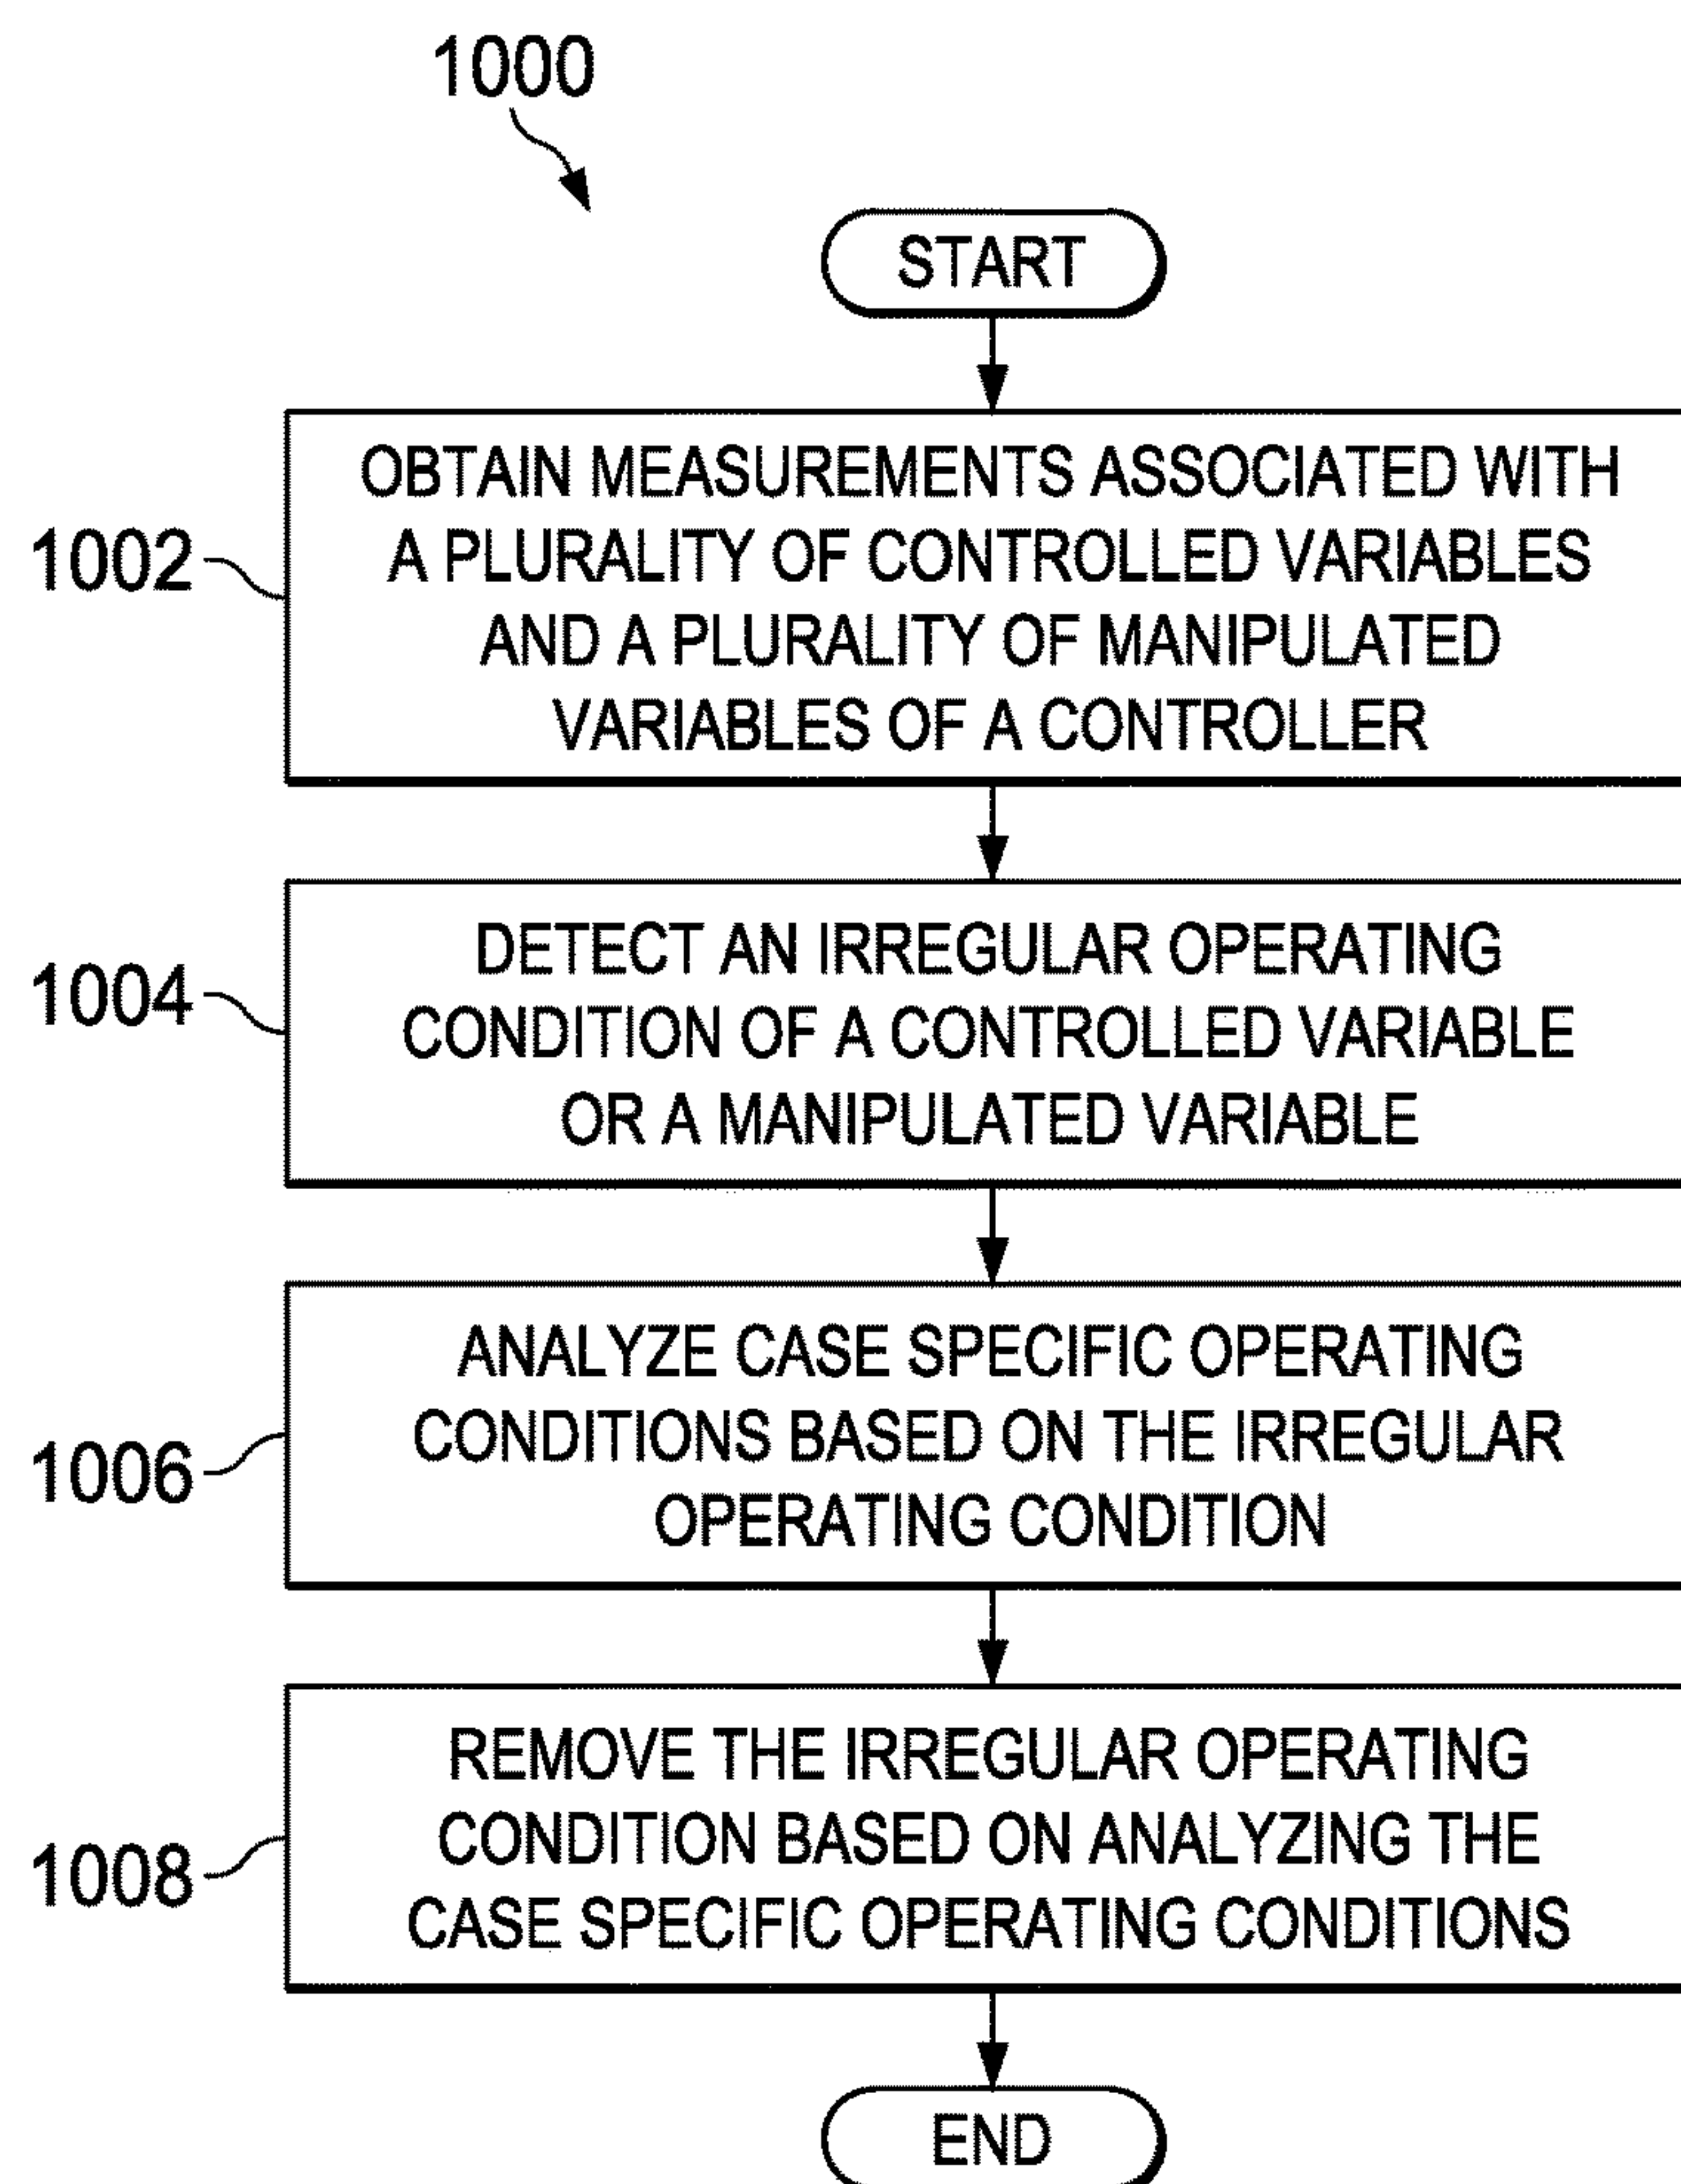 1000
START
1002
OBTAIN MEASUREMENTS ASSOCIATED WITH
A PLURALITY OF CONTROLLED VARIABLES
AND A PLURALITY OF MANIPULATED
VARIABLES OF A CONTROLLER
1004
DETECT AN IRREGULAR OPERATING
CONDITION OF A CONTROLLED VARIABLE
OR A MANIPULATED VARIABLE
1006
ANALYZE CASE SPECIFIC OPERATING
CONDITIONS BASED ON THE IRREGULAR
OPERATING CONDITION
1008
REMOVE THE IRREGULAR OPERATING
CONDITION BASED ON ANALYZING THE
CASE SPECIFIC OPERATING CONDITIONS
END